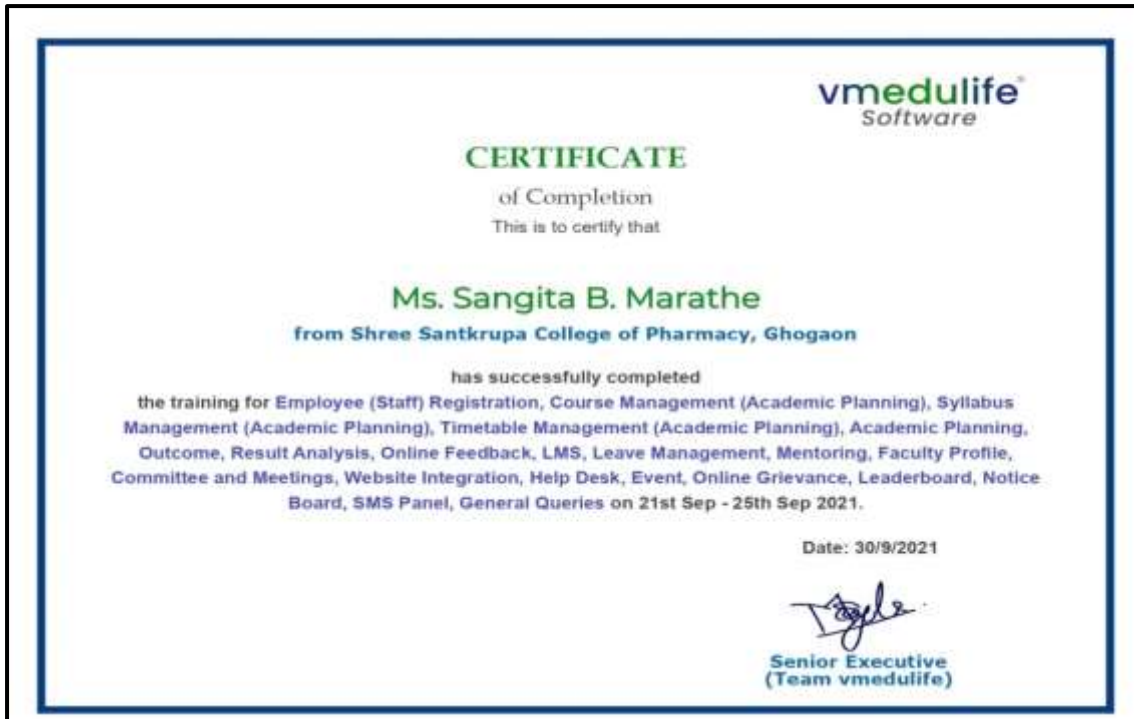 vmedulife®
Software
CERTIFICATE
of Completion
This is to certify that
Ms. Sangita B. Marathe
from Shree Santkrupa College of Pharmacy, Ghogaon
has successfully completed
the training for Employee (Staff) Registration, Course Management (Academic Planning), Syllabus
Management (Academic Planning), Timetable Management (Academic Planning), Academic Planning,
Outcome, Result Analysis, Online Feedback, LMS, Leave Management, Mentoring, Faculty Profile,
Committee and Meetings, Website Integration, Help Desk, Event, Online Grievance, Leaderboard, Notice
Board, SMS Panel, General Queries on 21st Sep - 25th Sep 2021.
Date: 30/9/2021
Senior Executive
(Team vmedulife)